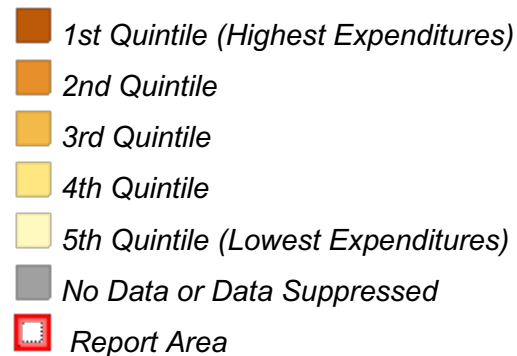 1st Quintile (Highest Expenditures)
2nd Quintile
3rd Quintile
4th Quintile
5th Quintile (Lowest Expenditures)
No Data or Data Suppressed
Report Area